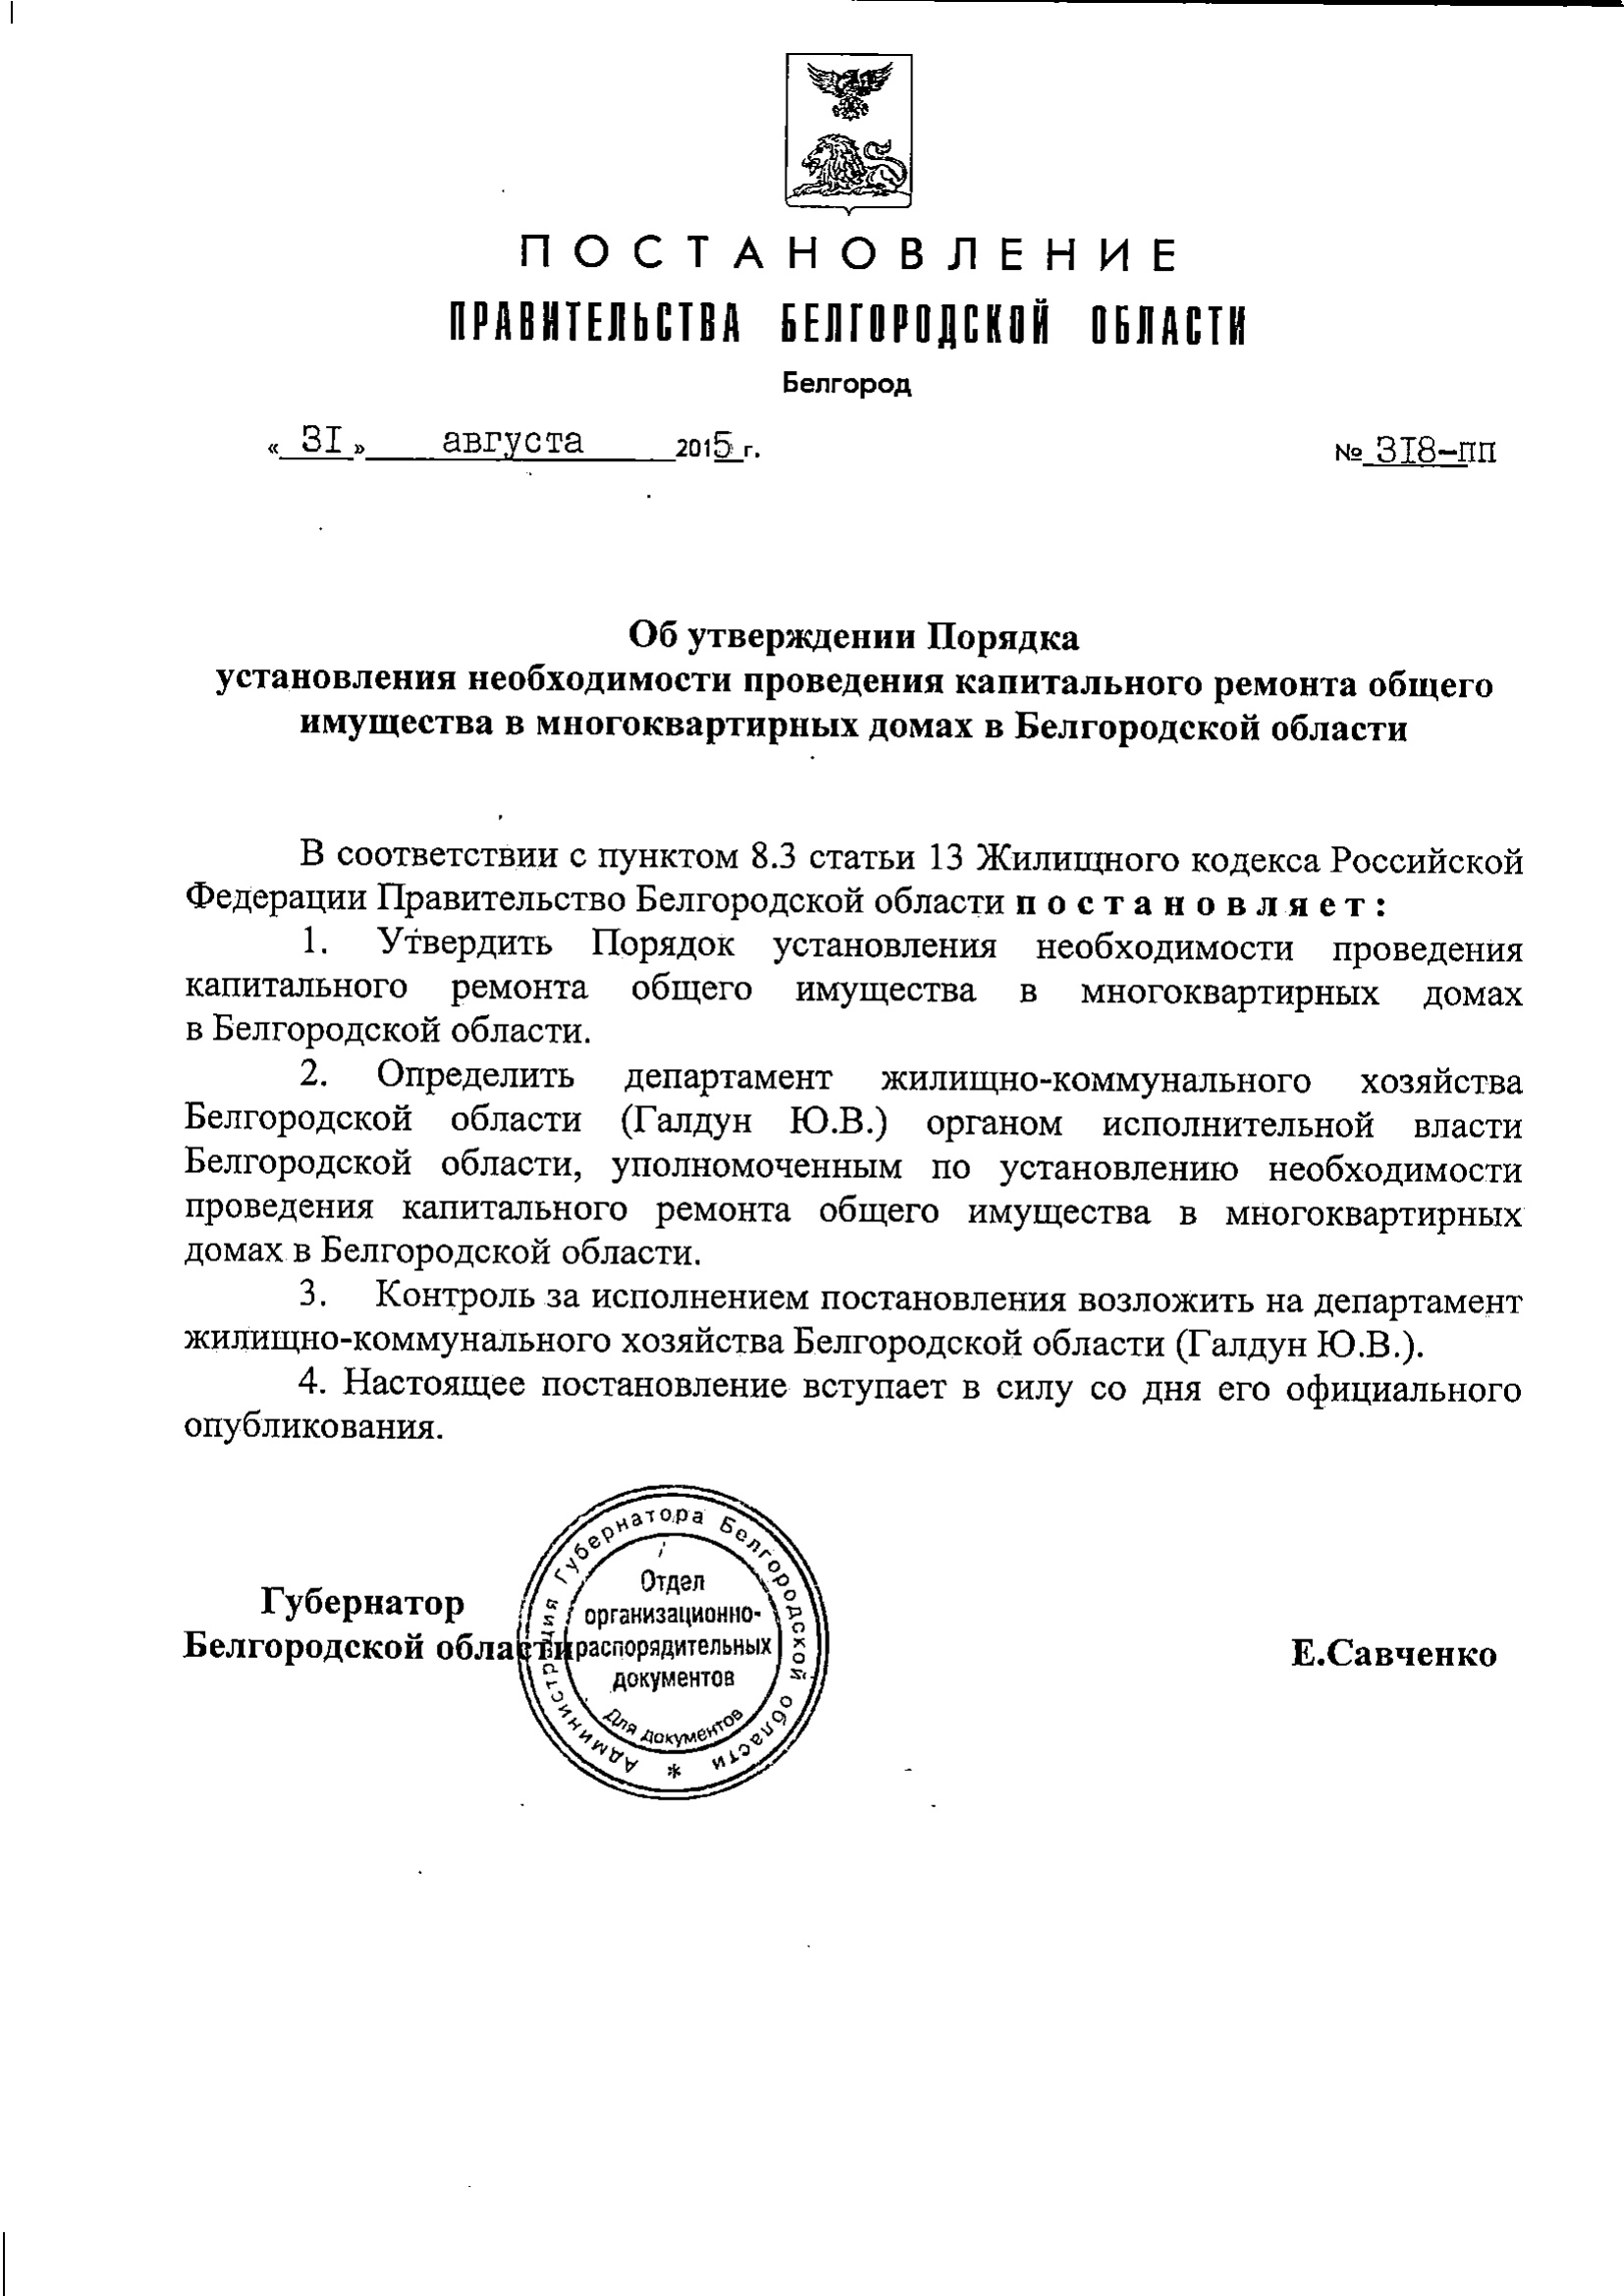 ПОСТАНОВЛЕНИЕ
ПРАВИТЕЛЬСТВА БЕЛГОРОДСКОЙ ОБЛАСТИ
Белгород
« 3I » августа 2015 г. № 3I8-пп
Об утверждении Порядка
установления необходимости проведения капитального ремонта общего
имущества в многоквартирных домах в Белгородской области
В соответствии с пунктом 8.3 статьи 13 Жилищного кодекса Российской
Федерации Правительство Белгородской области п о с т а н о в л я е т :
1. Утвердить Порядок установления необходимости проведения
капитального ремонта общего имущества в многоквартирных домах
в Белгородской области.
2. Определить департамент жилищно-коммунального хозяйства
Белгородской области (Галдун Ю.В.) органом исполнительной власти
Белгородской области, уполномоченным по установлению необходимости
проведения капитального ремонта общего имущества в многоквартирных
домах в Белгородской области.
3. Контроль за исполнением постановления возложить на департамент
жилищно-коммунального хозяйства Белгородской области (Галдун Ю.В.).
4. Настоящее постановление вступает в силу со дня его официального
опубликования.
Губернатор
Белгородской области
Е.Савченко
Администрация Губернатора Белгородской области *
Отдел
организационно-
распорядительных
документов
Для документов